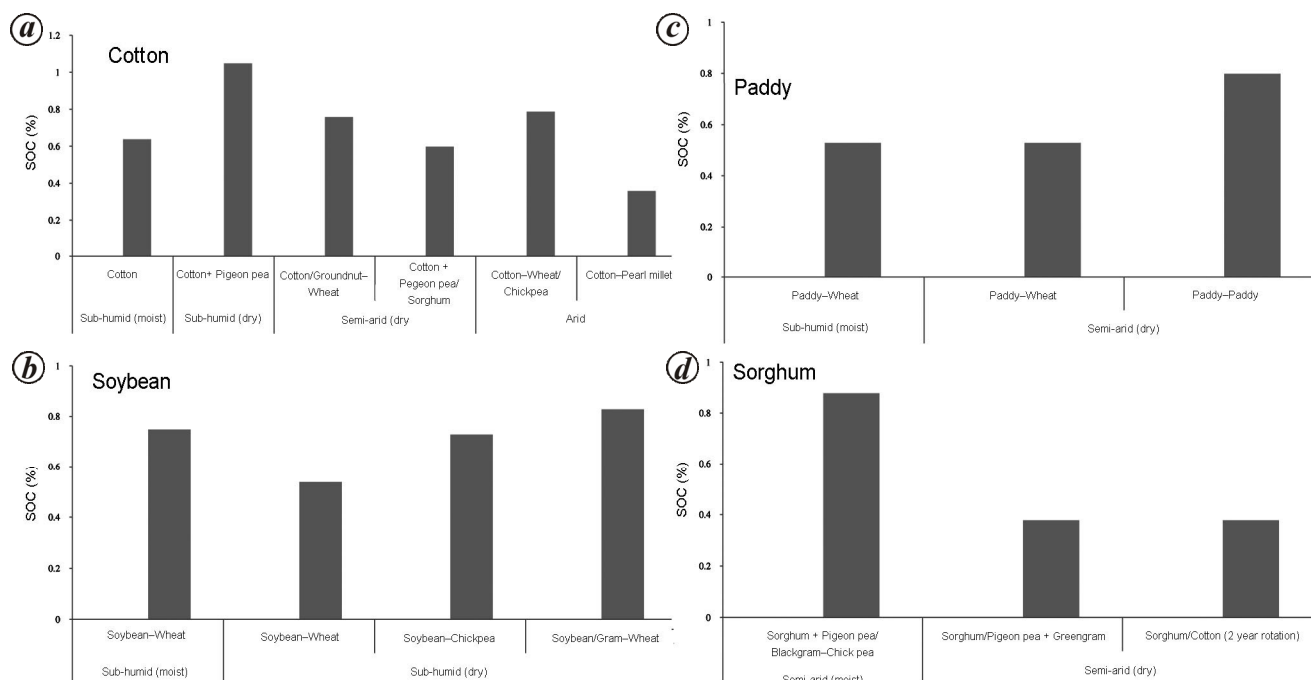 a
Cotton
SOC (%)
1.2
1
0.8
0.6
0.4
0.2
0
Cotton
Cotton+ Pigeon pea
Cotton/Groundnut–
Wheat
Cotton +
Pegeon pea/
Sorghum
Cotton–Wheat/
Chickpea
Cotton–Pearl millet
Sub-humid (moist)
Sub-humid (dry)
Semi-arid (dry)
Arid
b
Soybean
SOC (%)
1
0.8
0.6
0.4
0.2
0
Soybean–Wheat
Soybean–Wheat
Soybean–Chickpea
Soybean/Gram–Wheat
Sub-humid (moist)
Sub-humid (dry)
c
Paddy
SOC (%)
1
0.8
0.6
0.4
0.2
0
Paddy–Wheat
Paddy–Wheat
Paddy–Paddy
Sub-humid (moist)
Semi-arid (dry)
d
Sorghum
SOC (%)
1
0.8
0.6
0.4
0.2
0
Sorghum + Pigeon pea/
Blackgram–Chick pea
Sorghum/Pigeon pea + Greengram
Sorghum/Cotton (2 year rotation)
Semi-arid (moist)
Semi-arid (dry)